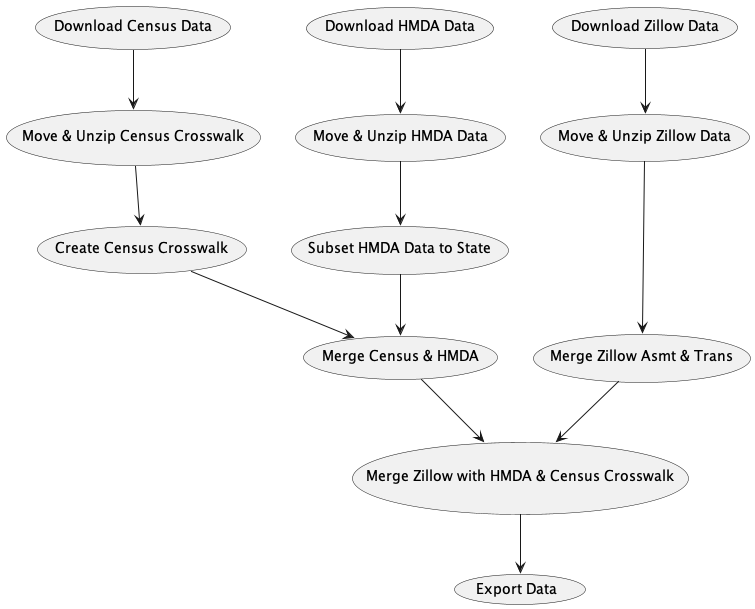 Download Census Data
Download HMDA Data
Download Zillow Data
Move & Unzip Census Crosswalk
Move & Unzip HMDA Data
Move & Unzip Zillow Data
Create Census Crosswalk
Subset HMDA Data to State
Merge Census & HMDA
Merge Zillow Asmt & Trans
Merge Zillow with HMDA & Census Crosswalk
Export Data